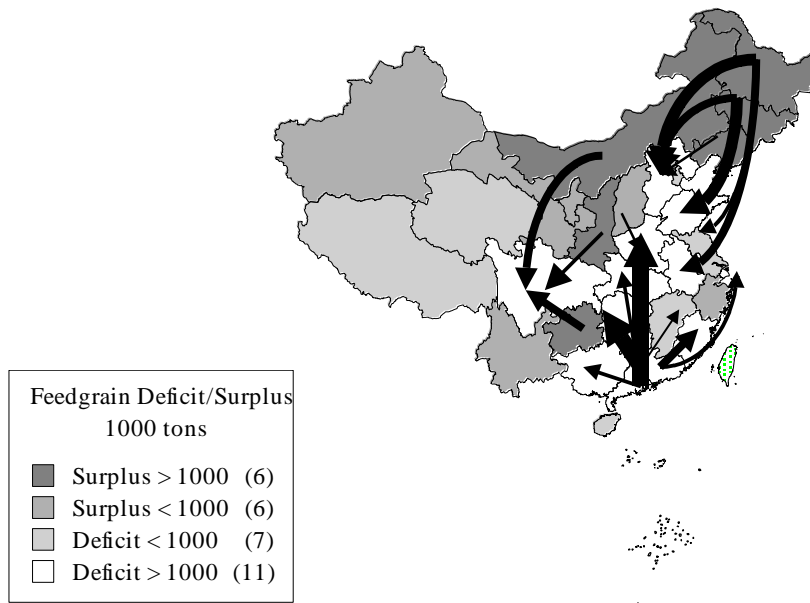 Feedgrain Deficit/Surplus
1000 tons
Surplus > 1000 (6)
Surplus < 1000 (6)
Deficit < 1000 (7)
Deficit > 1000 (11)